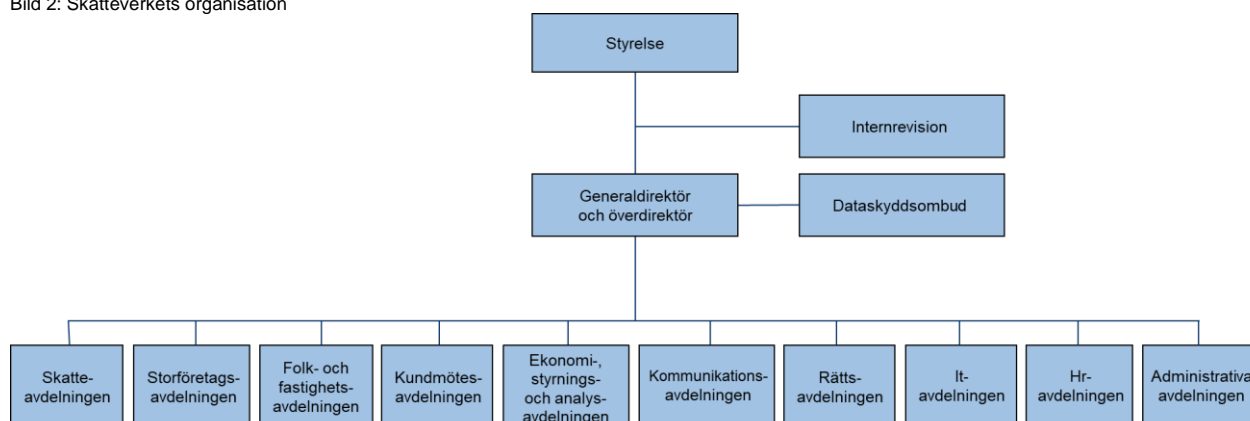 Bild 2: Skatteverkets organisation
Styrelse
Internrevision
Generaldirektör
och överdirektör
Dataskyddsombud
Skatte-
avdelningen
Storföretags-
avdelningen
Folk- och
fastighets-
avdelningen
Kundmötes-
avdelningen
Ekonomi-,
styrnings-
och analys-
avdelningen
Kommunikations-
avdelningen
Rätts-
avdelningen
It-
avdelningen
Hr-
avdelningen
Administrativa
avdelningen